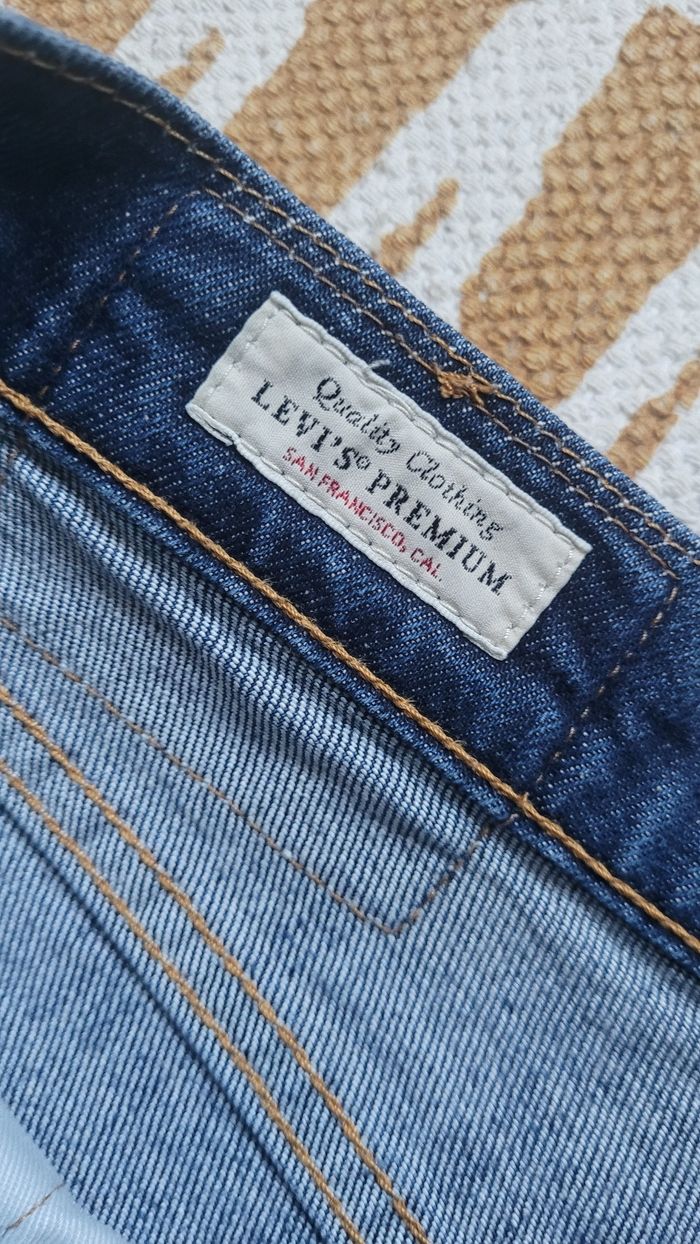 Quality Clothing
LEVI'S® PREMIUM
SAN FRANCISCO, CAL.